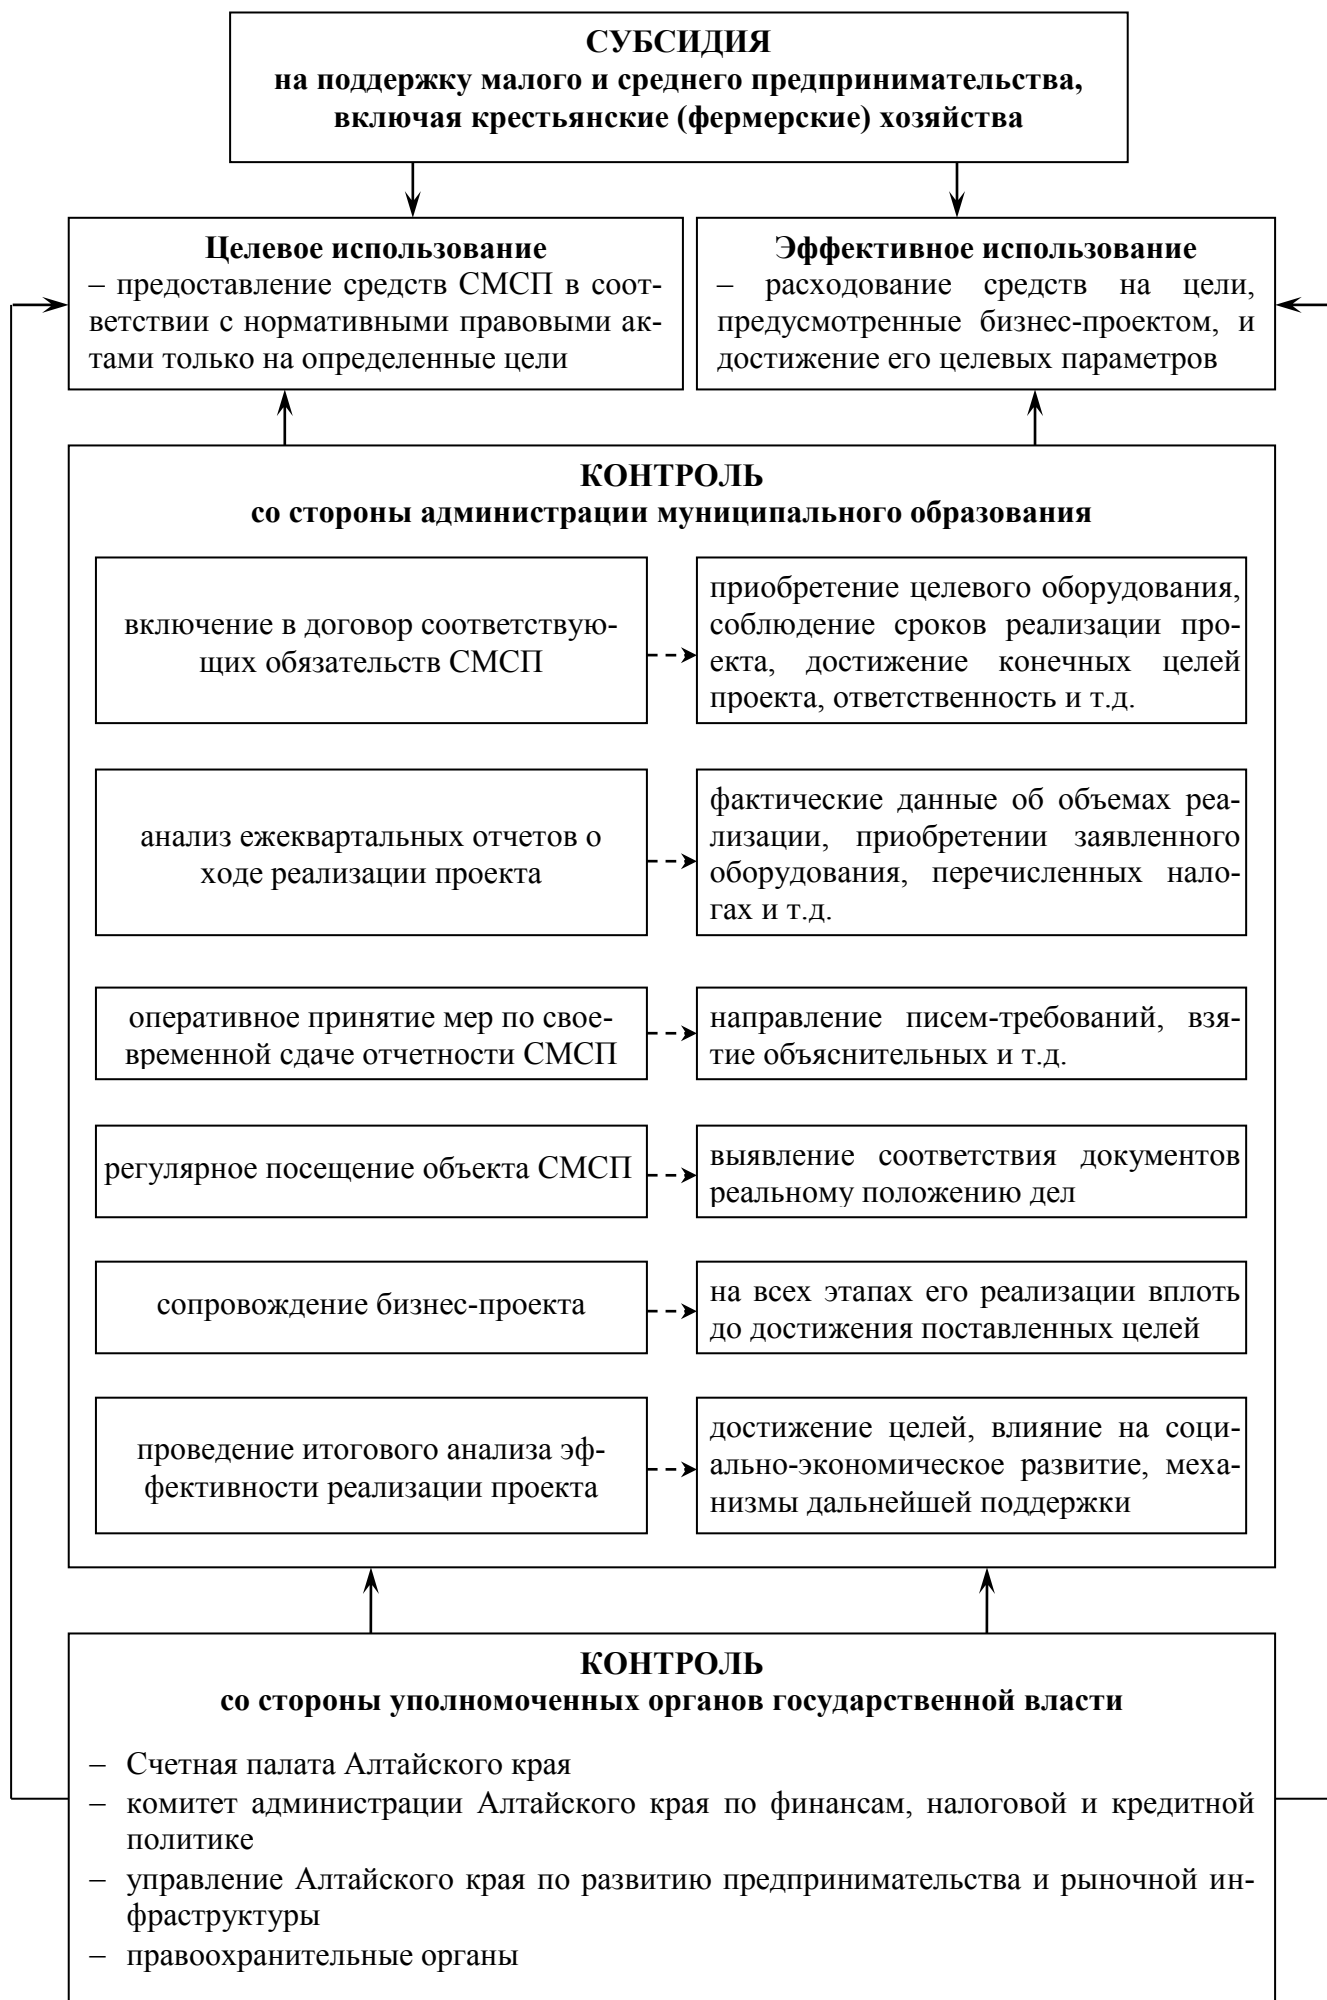 СУБСИДИЯ
на поддержку малого и среднего предпринимательства,
включая крестьянские (фермерские) хозяйства
Целевое использование
– предоставление средств СМСП в соот-
ветствии с нормативными правовыми ак-
тами только на определенные цели
Эффективное использование
– расходование средств на цели,
предусмотренные бизнес-проектом, и
достижение его целевых параметров
КОНТРОЛЬ
со стороны администрации муниципального образования
включение в договор соответствую-
щих обязательств СМСП
приобретение целевого оборудования,
соблюдение сроков реализации про-
екта, достижение конечных целей
проекта, ответственность и т.д.
анализ ежеквартальных отчетов о
ходе реализации проекта
фактические данные об объемах реа-
лизации, приобретении заявленного
оборудования, перечисленных нало-
гах и т.д.
оперативное принятие мер по свое-
временной сдаче отчетности СМСП
направление писем-требований, взя-
тие объяснительных и т.д.
регулярное посещение объекта СМСП
выявление соответствия документов
реальному положению дел
сопровождение бизнес-проекта
на всех этапах его реализации вплоть
до достижения поставленных целей
проведение итогового анализа эф-
фективности реализации проекта
достижение целей, влияние на соци-
ально-экономическое развитие, меха-
низмы дальнейшей поддержки
КОНТРОЛЬ
со стороны уполномоченных органов государственной власти
– Счетная палата Алтайского края
– комитет администрации Алтайского края по финансам, налоговой и кредитной
политике
– управление Алтайского края по развитию предпринимательства и рыночной ин-
фраструктуры
– правоохранительные органы